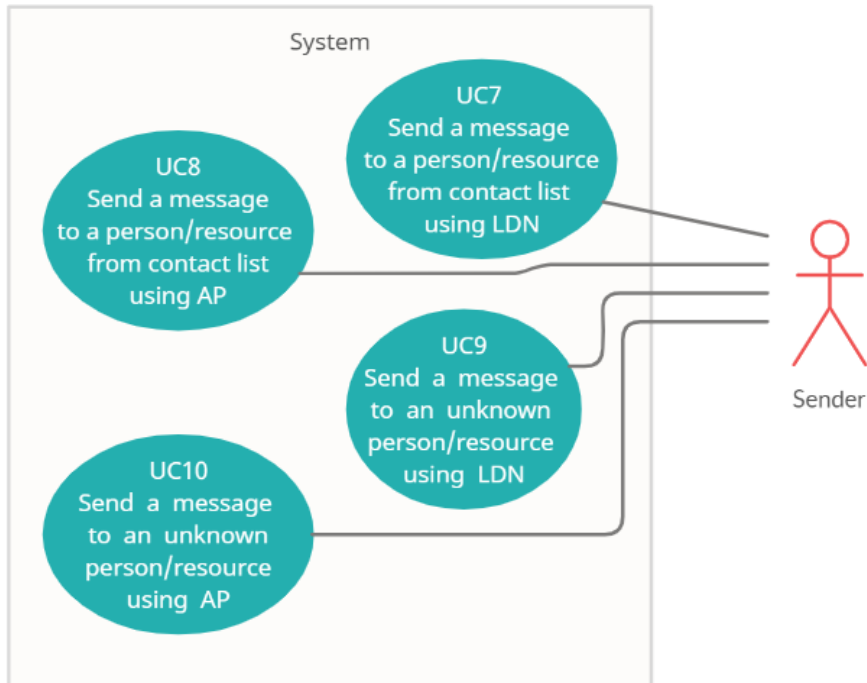 System
UC7
Send a message
to a person/resource
from contact list
using LDN
UC8
Send a message
to a person/resource
from contact list
using AP
UC9
Send a message
to an unknown
person/resource
using LDN
UC10
Send a message
to an unknown
person/resource
using AP
Sender